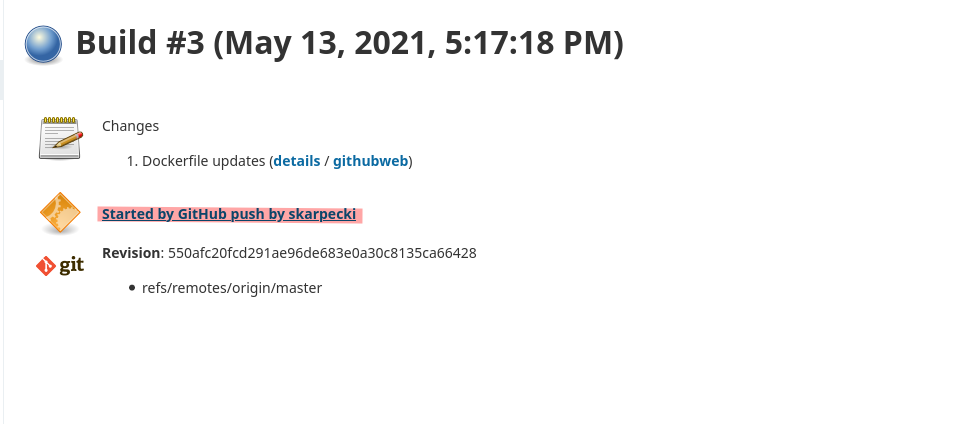 Build #3 (May 13, 2021, 5:17:18 PM)
Changes
1. Dockerfile updates (details / githubweb)
Started by GitHub push by skarpecki
git
Revision: 550afc20fcd291ae96de683e0a30c8135ca66428
• refs/remotes/origin/master